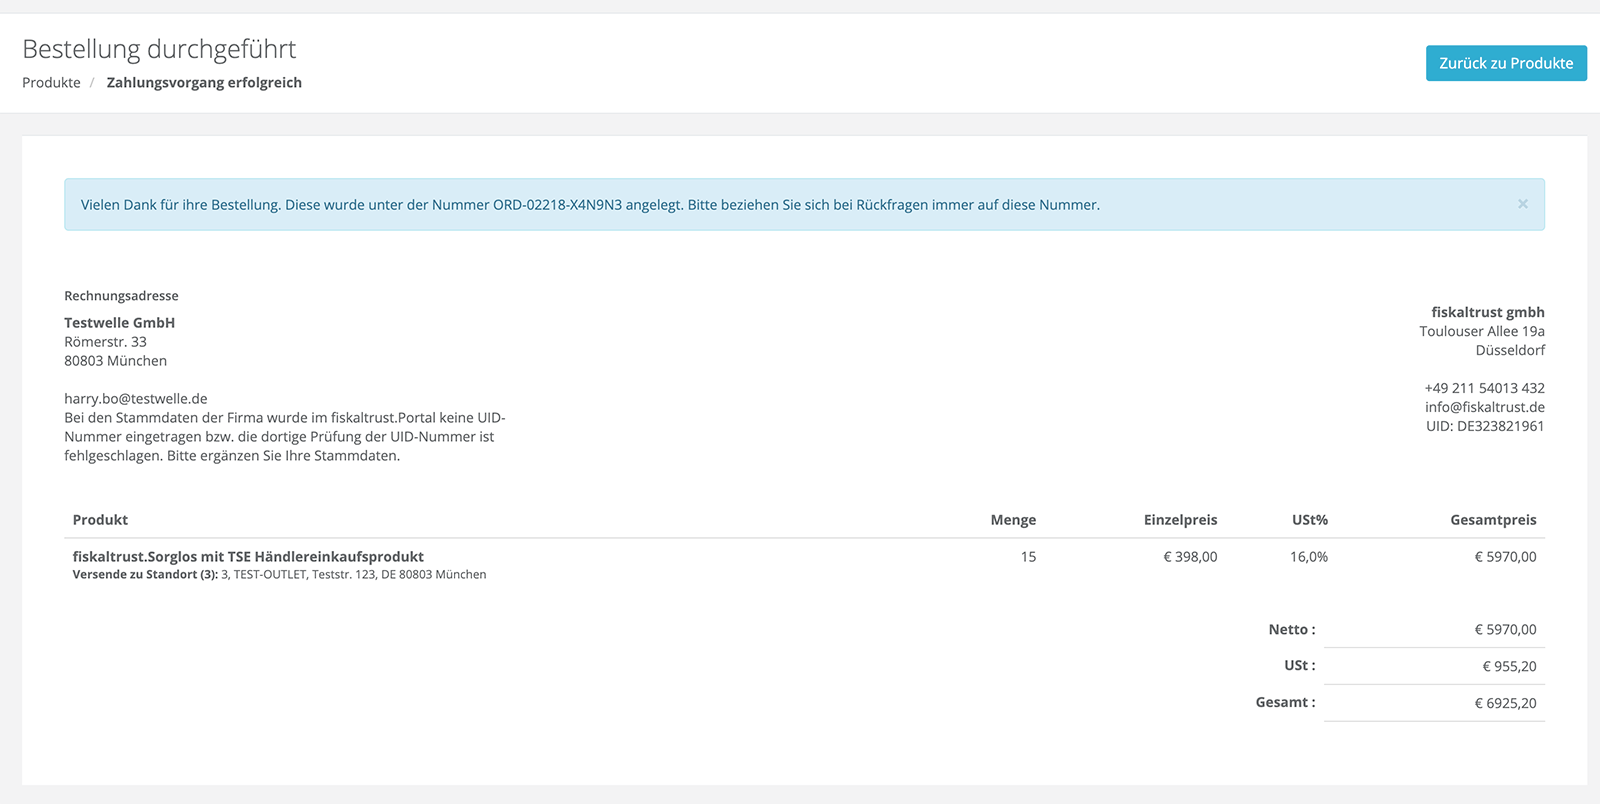 Bestellung durchgeführt
Produkte / Zahlungsvorgang erfolgreich
Zurück zu Produkte
Vielen Dank für ihre Bestellung. Diese wurde unter der Nummer ORD-02218-X4N9N3 angelegt. Bitte beziehen Sie sich bei Rückfragen immer auf diese Nummer. ×
Rechnungsadresse
Testwelle GmbH
Römerstr. 33
80803 München
harry.bo@testwelle.de
Bei den Stammdaten der Firma wurde im fiskaltrust.Portal keine UID-
Nummer eingetragen bzw. die dortige Prüfung der UID-Nummer ist
fehlgeschlagen. Bitte ergänzen Sie Ihre Stammdaten.
fiskaltrust gmbh
Toulouser Allee 19a
Düsseldorf
+49 211 54013 432
info@fiskaltrust.de
UID: DE323821961
Produkt Menge Einzelpreis USt% Gesamtpreis
fiskaltrust.Sorglos mit TSE Händlereinkaufsprodukt 15 € 398,00 16,0% € 5970,00
Versende zu Standort (3): 3, TEST-OUTLET, Teststr. 123, DE 80803 München
Netto : € 5970,00
USt : € 955,20
Gesamt : € 6925,20